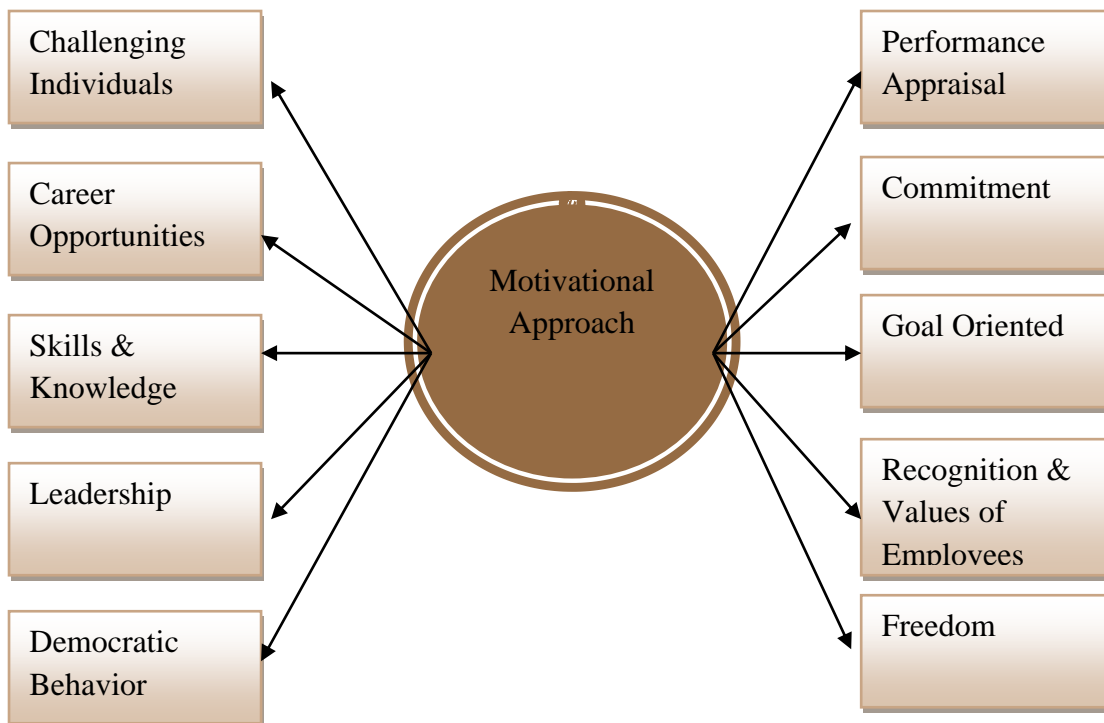 Challenging
Individuals
Career
Opportunities
Skills &
Knowledge
Leadership
Democratic
Behavior
Motivational
Approach
Performance
Appraisal
Commitment
Goal Oriented
Recognition &
Values of
Employees
Freedom